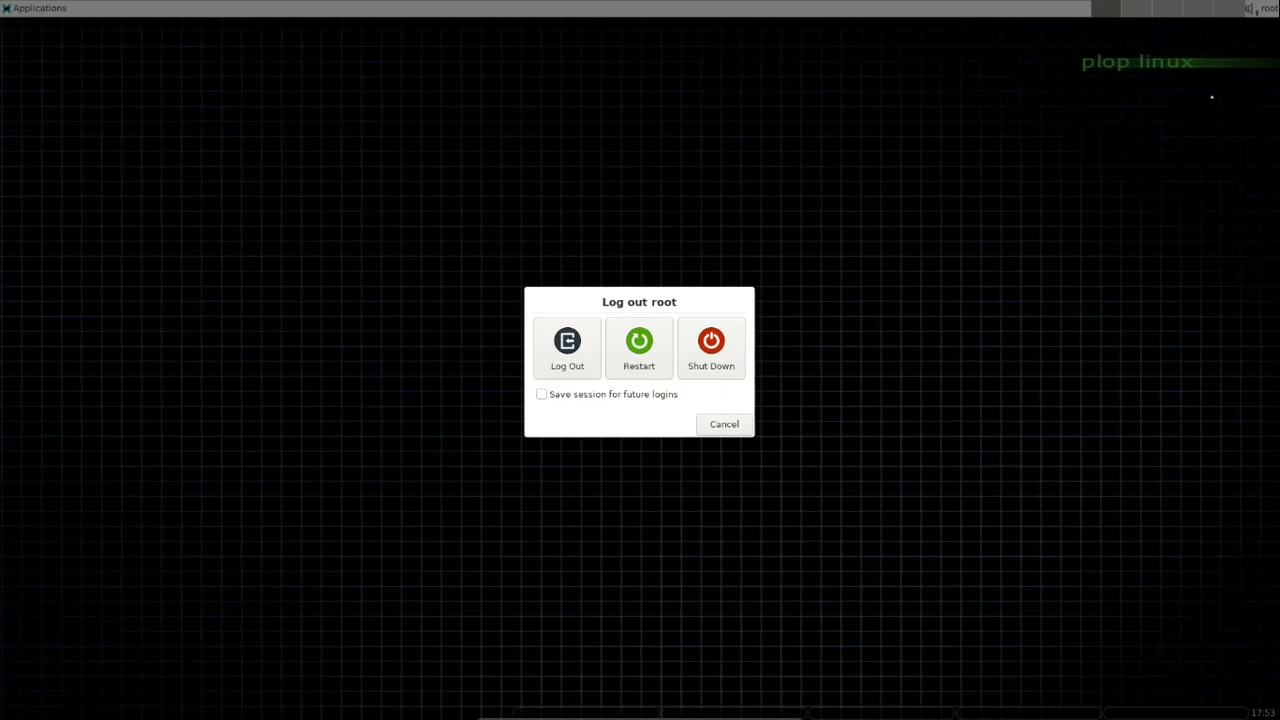 Applications
root
plop linux
Log out root
Log Out
Restart
Shut Down
Save session for future logins
Cancel
17:53